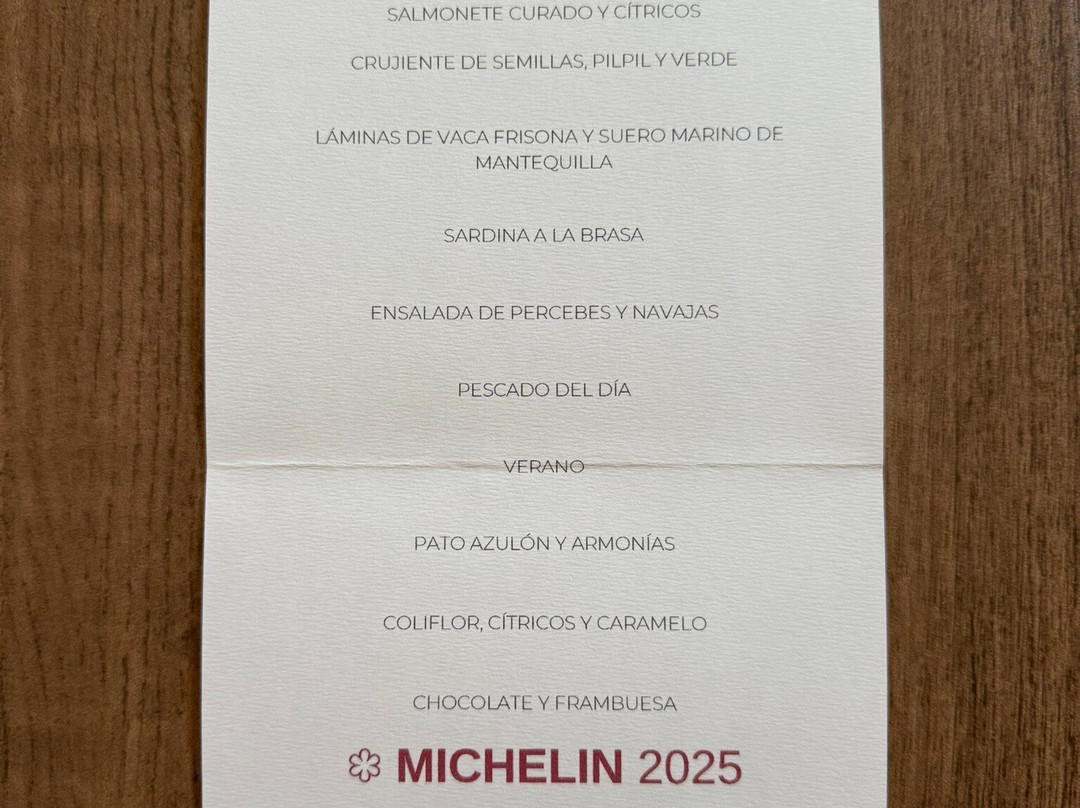 SALMONETE CURADO Y CÍTRICOS
CRUJIENTE DE SEMILLAS, PILPIL Y VERDE
LÁMINAS DE VACA FRISONA Y SUERO MARINO DE
MANTEQUILLA
SARDINA A LA BRASA
ENSALADA DE PERCEBES Y NAVAJAS
PESCADO DEL DÍA
VERANO
PATO AZULÓN Y ARMONÍAS
COLIFLOR, CÍTRICOS Y CARAMELO
CHOCOLATE Y FRAMBUESA
MICHELIN 2025